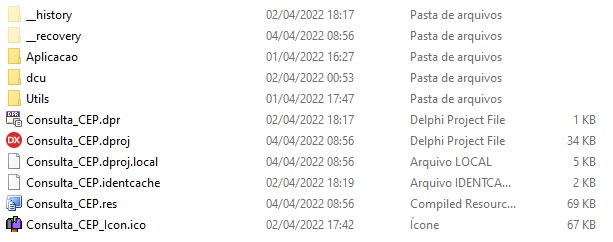 __history 02/04/2022 18:17 Pasta de arquivos
__recovery 04/04/2022 08:56 Pasta de arquivos
Aplicacao 01/04/2022 16:27 Pasta de arquivos
dcu 02/04/2022 00:53 Pasta de arquivos
Utils 01/04/2022 17:47 Pasta de arquivos
Consulta_CEP.dpr 02/04/2022 18:17 Delphi Project File 1 KB
Consulta_CEP.dproj 04/04/2022 08:56 Delphi Project File 34 KB
Consulta_CEP.dproj.local 04/04/2022 08:56 Arquivo LOCAL 5 KB
Consulta_CEP.identcache 02/04/2022 18:19 Arquivo IDENTCA... 2 KB
Consulta_CEP.res 04/04/2022 08:56 Compiled Resourc... 69 KB
Consulta_CEP_Icon.ico 02/04/2022 17:42 Ícone 67 KB